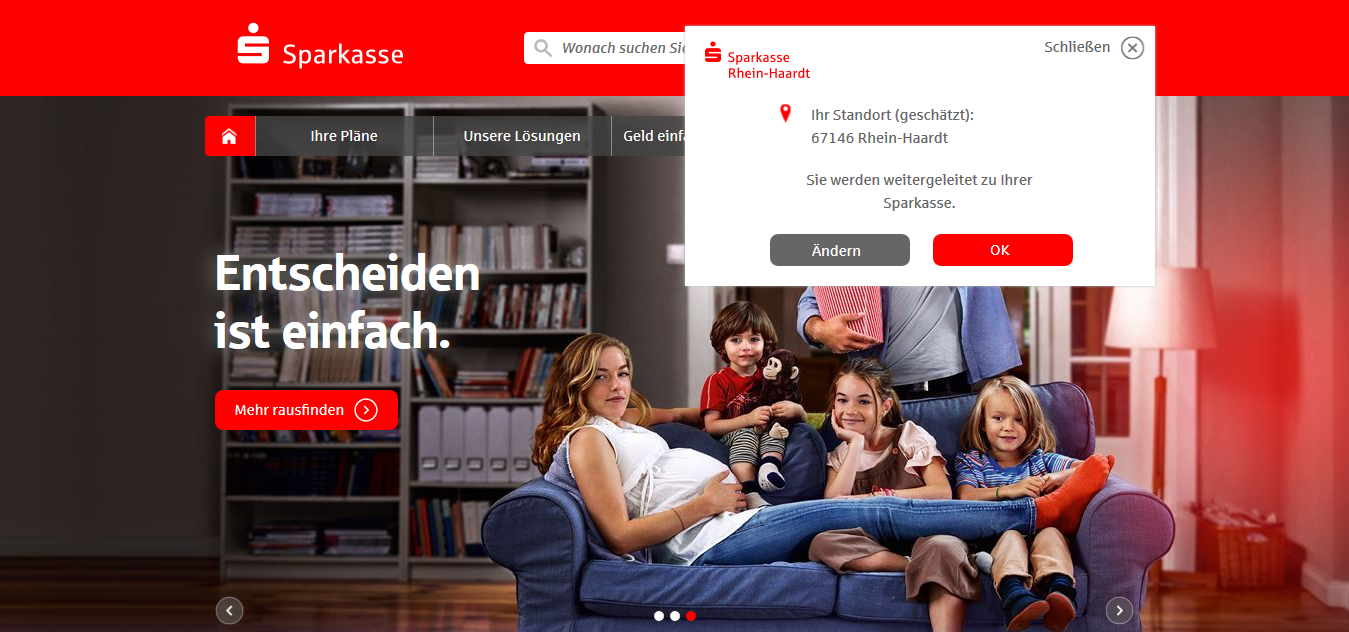 Sparkasse
Wonach suchen Sie
Sparkasse
Rhein-Haardt
Schließen
Ihr Standort (geschätzt):
67146 Rhein-Haardt
Sie werden weitergeleitet zu Ihrer
Sparkasse.
Ändern
OK
Ihre Pläne
Unsere Lösungen
Geld einfa
Entscheiden
ist einfach.
Mehr rausfinden